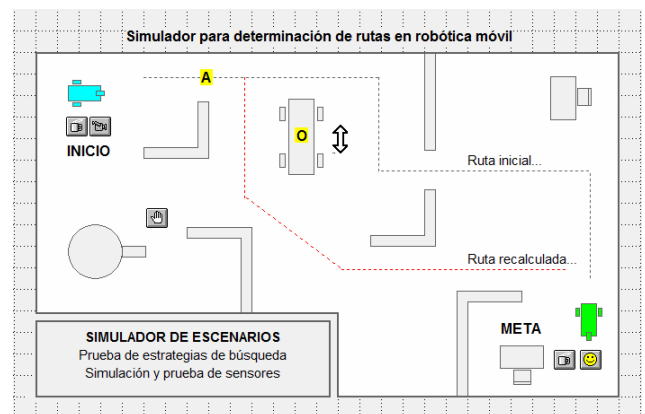 Simulador para determinación de rutas en robótica móvil
A
O
INICIO
Ruta inicial...
Ruta recalculada...
META
SIMULADOR DE ESCENARIOS
Prueba de estrategias de búsqueda
Simulación y prueba de sensores